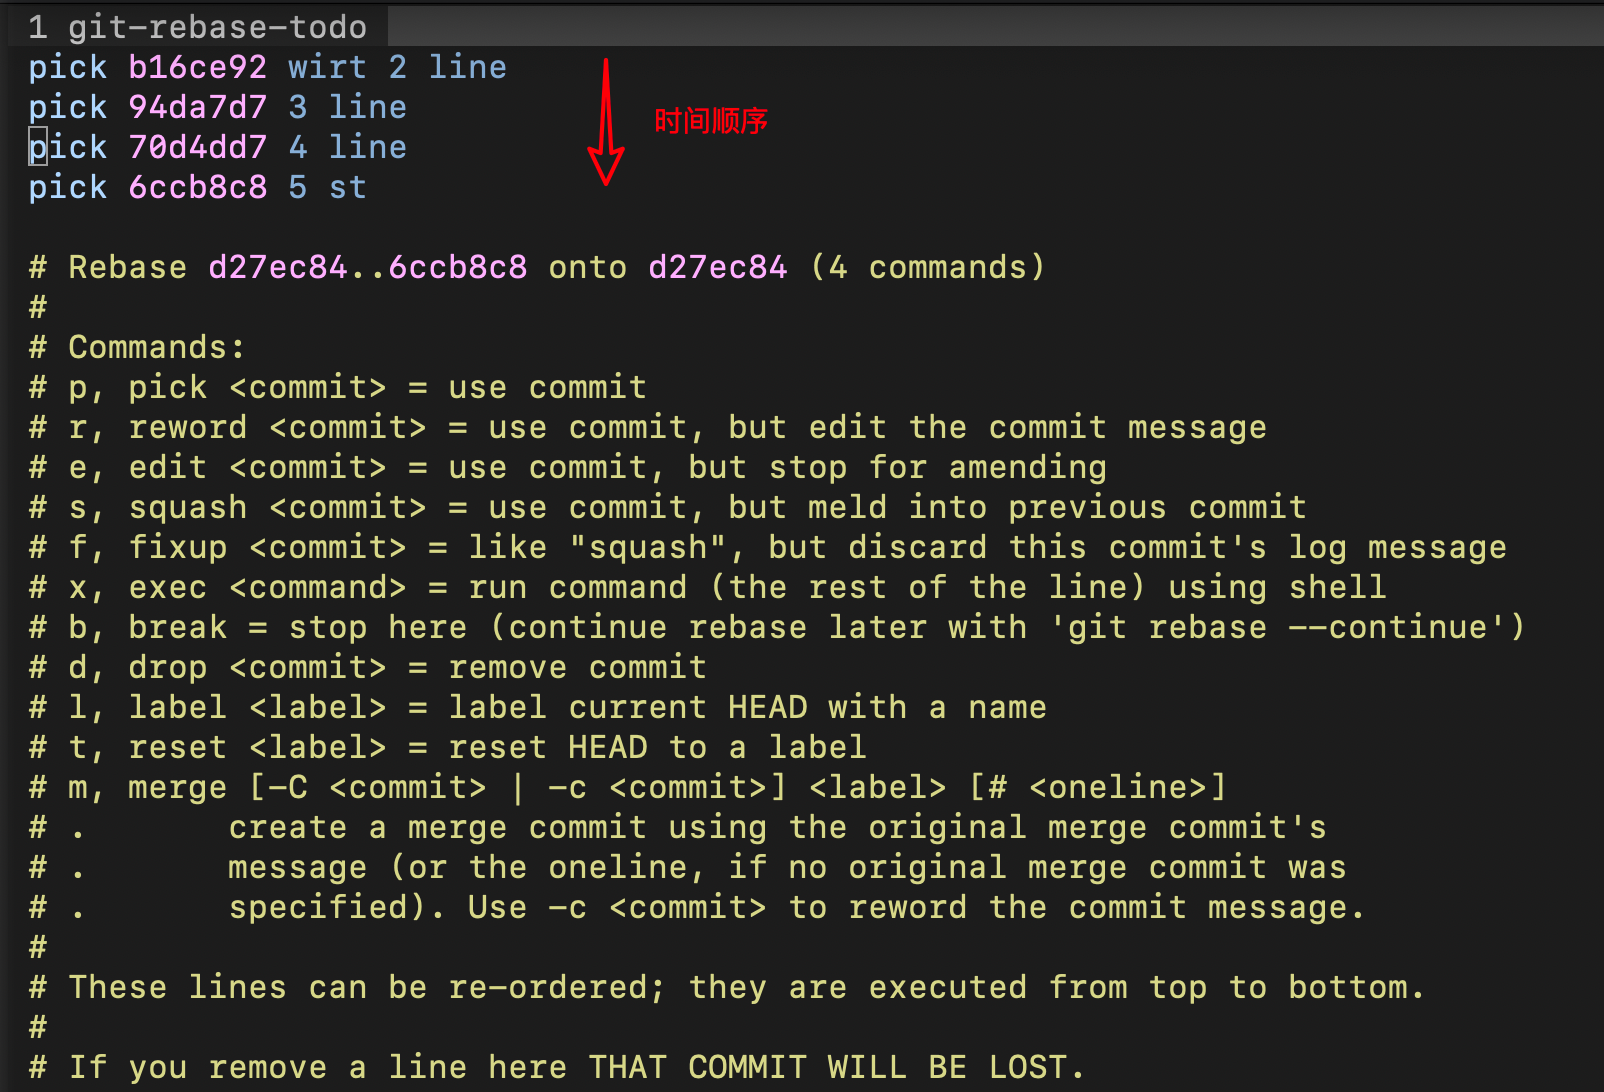 1 git-rebase-todo
pick b16ce92 wirt 2 line
pick 94da7d7 3 line
时间顺序
pick 70d4dd7 4 line
pick 6ccb8c8 5 st
# Rebase d27ec84..6ccb8c8 onto d27ec84 (4 commands)
#
# Commands:
# p, pick <commit> = use commit
# r, reword <commit> = use commit, but edit the commit message
# e, edit <commit> = use commit, but stop for amending
# s, squash <commit> = use commit, but meld into previous commit
# f, fixup <commit> = like "squash", but discard this commit's log message
# x, exec <command> = run command (the rest of the line) using shell
# b, break = stop here (continue rebase later with 'git rebase --continue')
# d, drop <commit> = remove commit
# l, label <label> = label current HEAD with a name
# t, reset <label> = reset HEAD to a label
# m, merge [-C <commit> | -c <commit>] <label> [# <oneline>]
# .       create a merge commit using the original merge commit's
# .       message (or the oneline, if no original merge commit was
# .       specified). Use -c <commit> to reword the commit message.
#
# These lines can be re-ordered; they are executed from top to bottom.
#
# If you remove a line here THAT COMMIT WILL BE LOST.